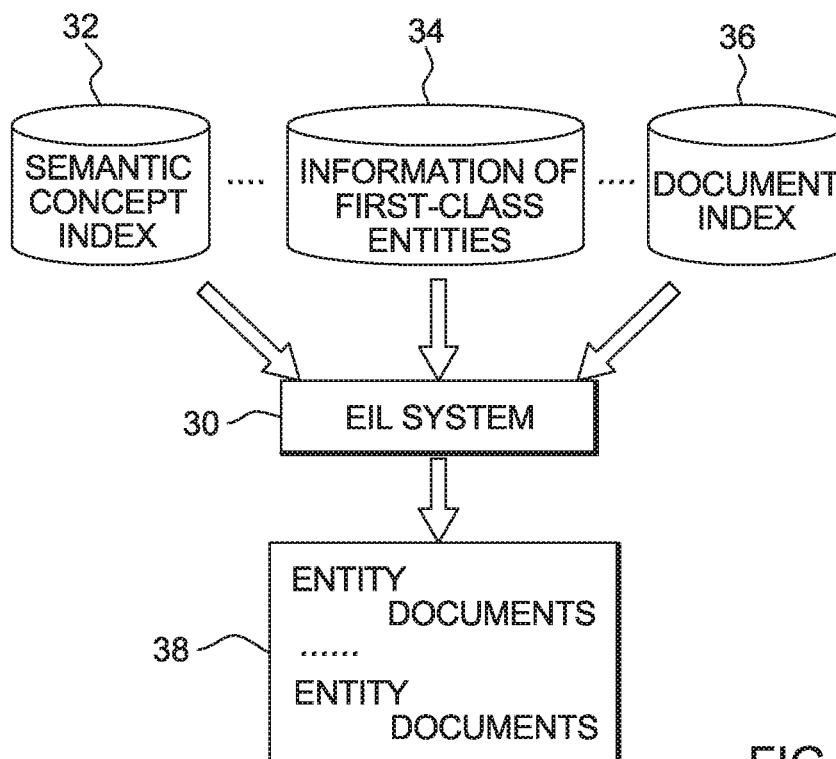 32
34
36
SEMANTIC
CONCEPT
INDEX
....
INFORMATION OF
FIRST-CLASS
ENTITIES
....
DOCUMENT
INDEX
30
EIL SYSTEM
38
ENTITY
DOCUMENTS
......
ENTITY
DOCUMENTS
FIG